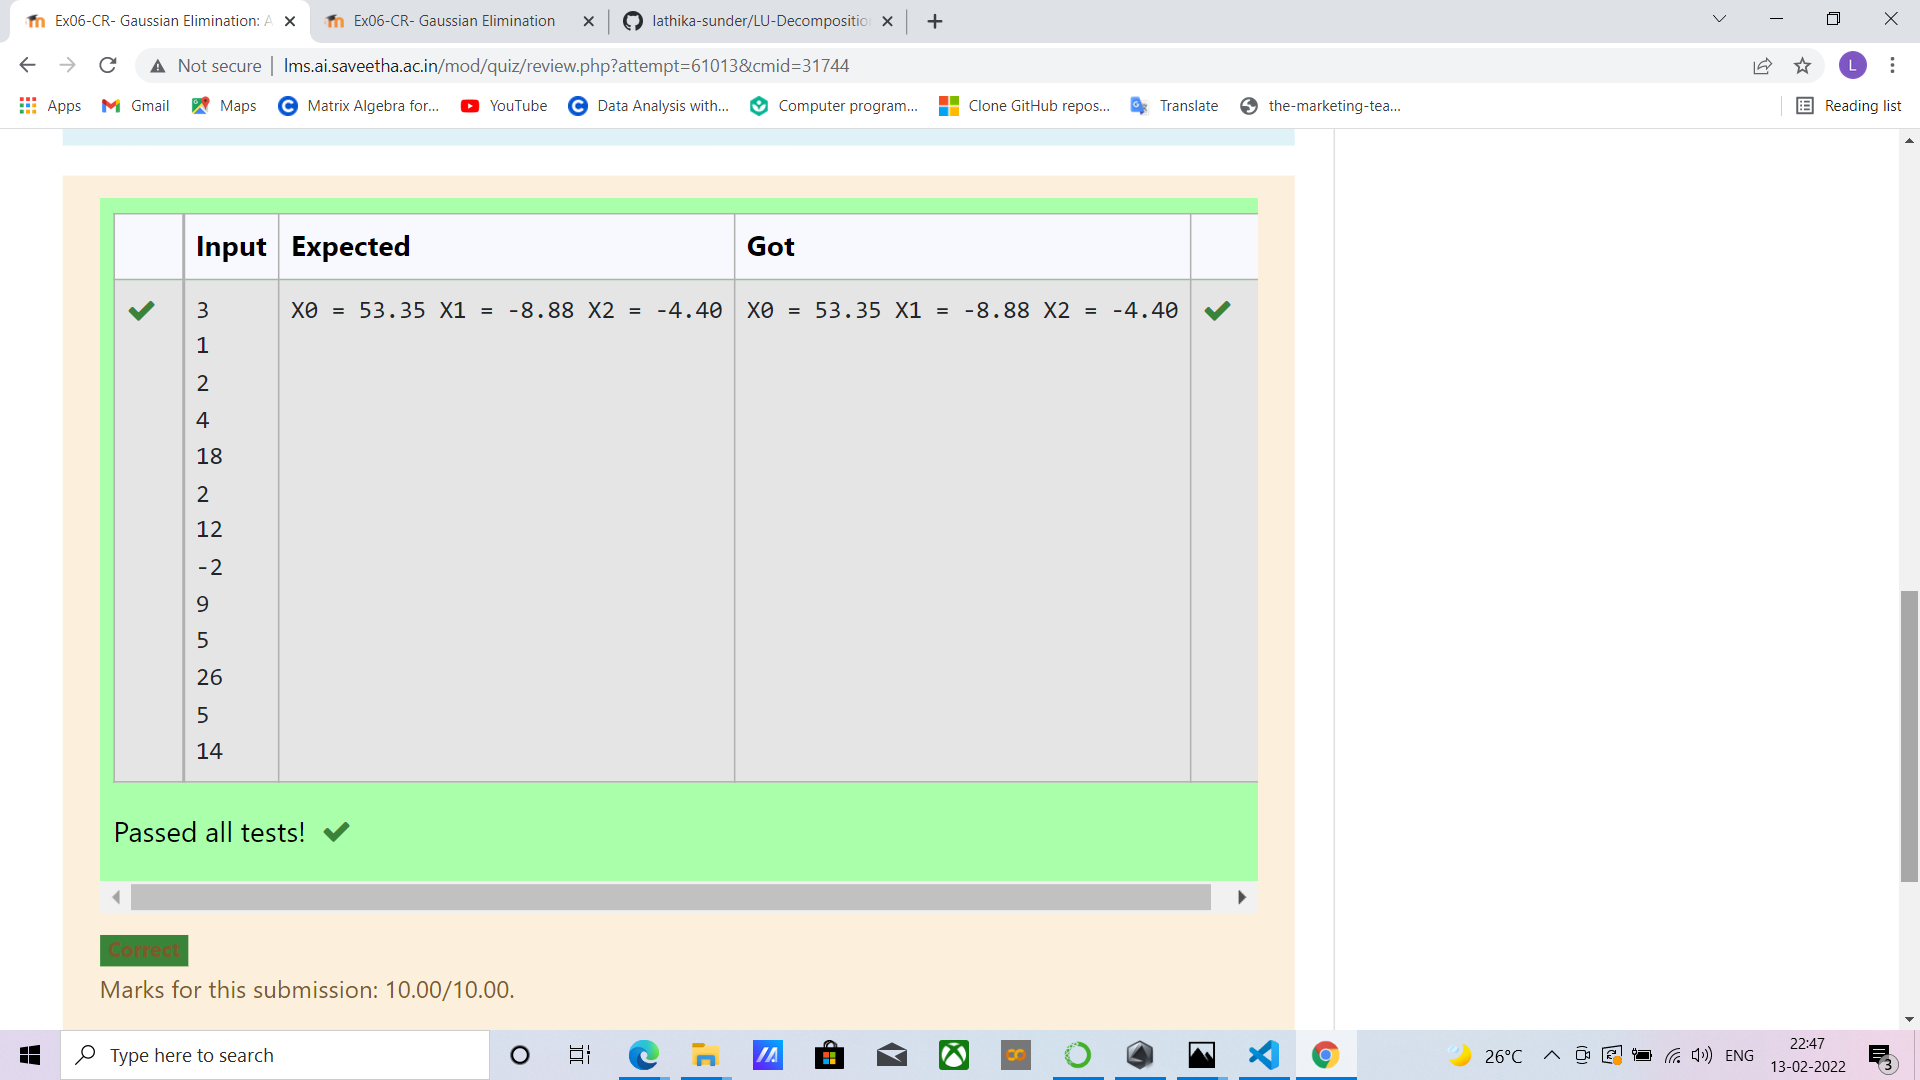 Ex06-CR- Gaussian Elimination: A
Ex06-CR- Gaussian Elimination
lathika-sunder/LU-Decompositio
Not secure
lms.ai.saveetha.ac.in/mod/quiz/review.php?attempt=61013&cmid=31744
L
Apps
Gmail
Maps
Matrix Algebra for...
YouTube
Data Analysis with...
Computer program...
Clone GitHub repos...
Translate
the-marketing-tea...
Reading list
Input Expected Got
3 X0 = 53.35 X1 = -8.88 X2 = -4.40 X0 = 53.35 X1 = -8.88 X2 = -4.40
1
2
4
18
2
12
-2
9
5
26
5
14
Passed all tests!
Correct
Marks for this submission: 10.00/10.00.
Type here to search
26°C
ENG
22:47
13-02-2022
3